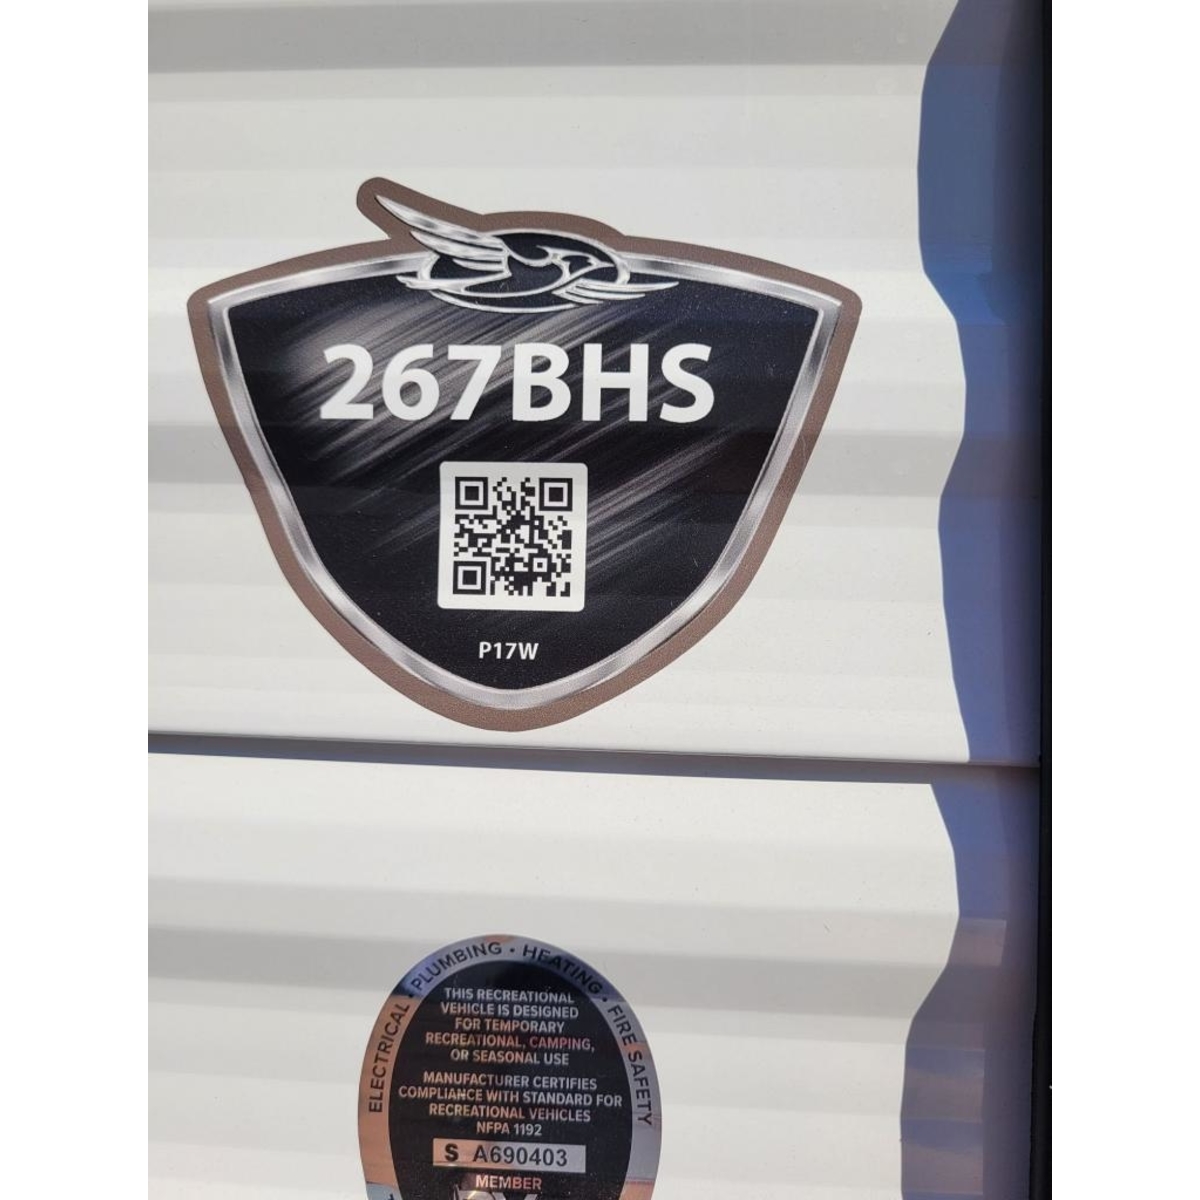 267BHS
P17W
ELECTRICAL • PLUMBING • HEATING • FIRE SAFETY
THIS RECREATIONAL
VEHICLE IS DESIGNED
FOR TEMPORARY
RECREATIONAL, CAMPING,
OR SEASONAL USE
MANUFACTURER CERTIFIES
COMPLIANCE WITH STANDARD FOR
RECREATIONAL VEHICLES
NFPA 1192
S A690403
MEMBER